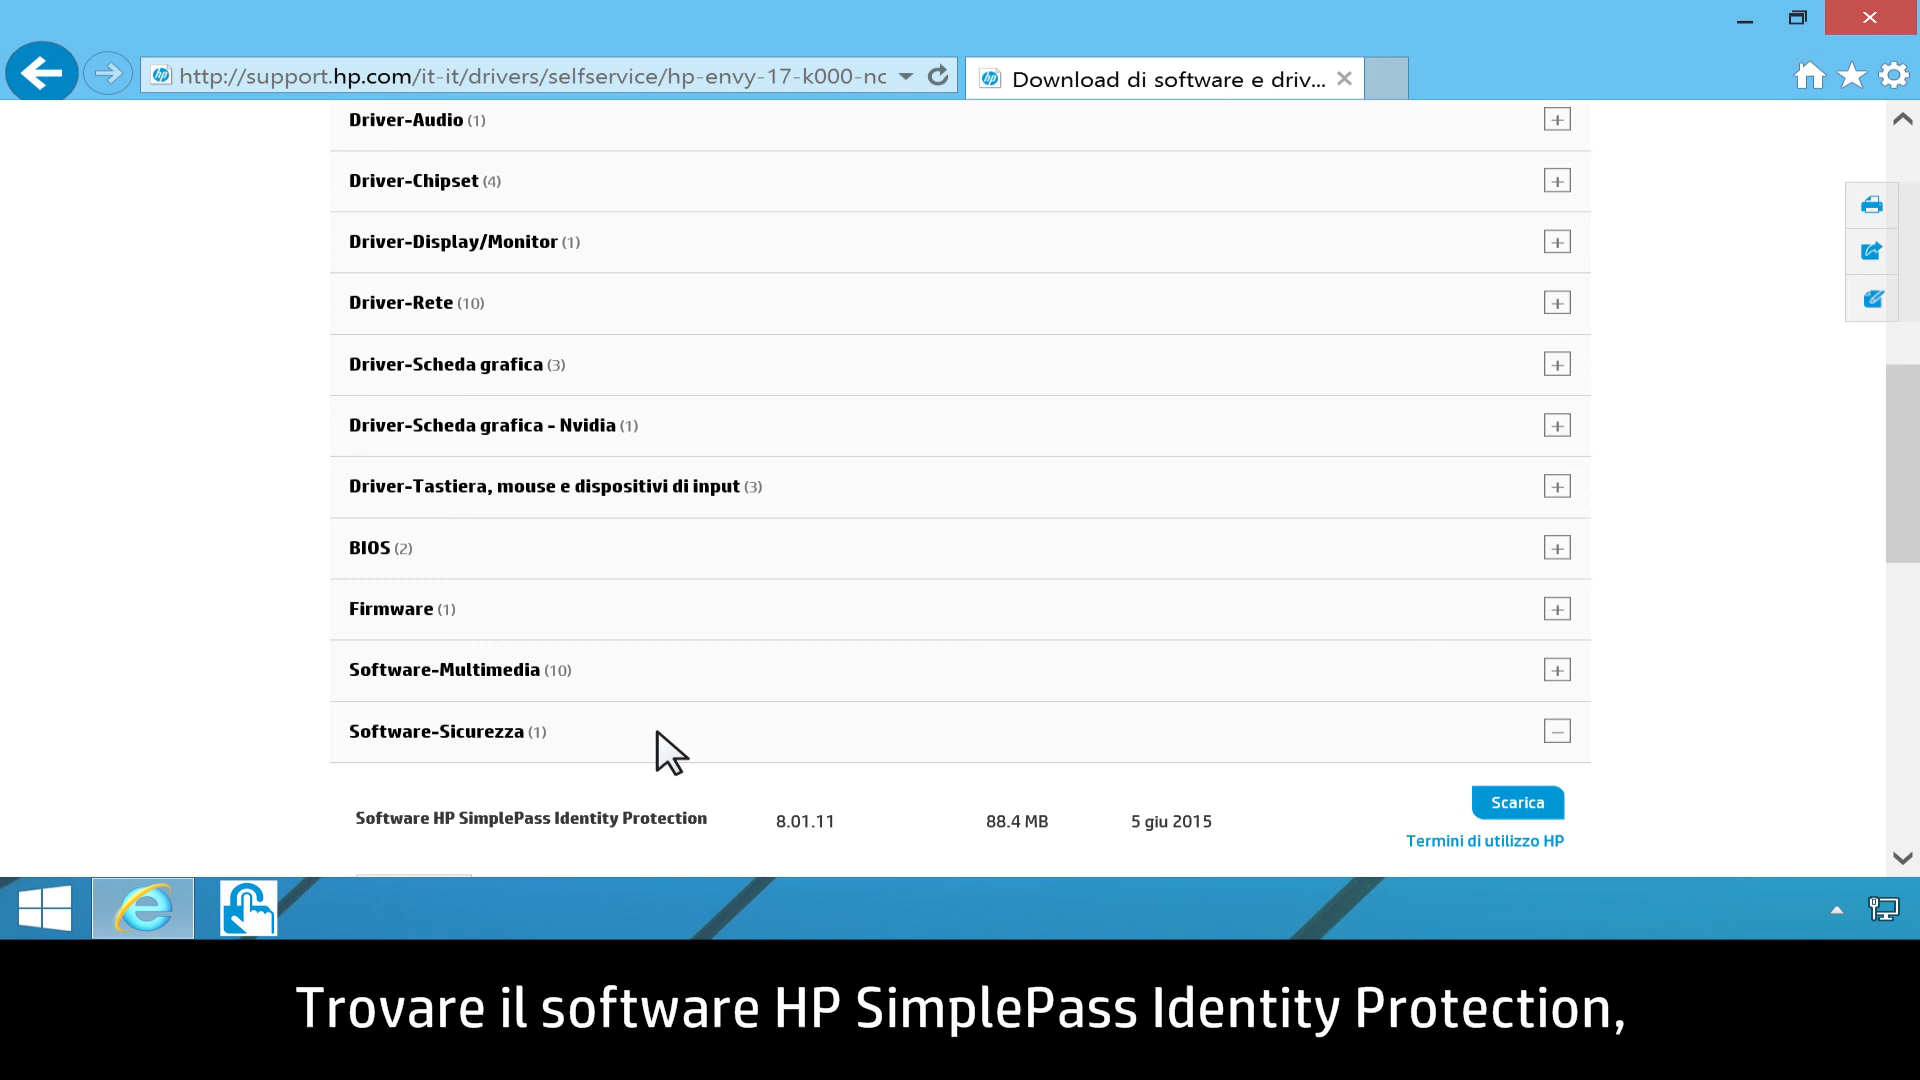 http://support.hp.com/it-it/drivers/selfservice/hp-envy-17-k000-nc
Download di software e driv...
Driver-Audio (1)
Driver-Chipset (4)
Driver-Display/Monitor (1)
Driver-Rete (10)
Driver-Scheda grafica (3)
Driver-Scheda grafica - Nvidia (1)
Driver-Tastiera, mouse e dispositivi di input (3)
BIOS (2)
Firmware (1)
Software-Multimedia (10)
Software-Sicurezza (1)
Software HP SimplePass Identity Protection 8.01.11 88.4 MB 5 giu 2015 Scarica
Termini di utilizzo HP
Trovare il software HP SimplePass Identity Protection,